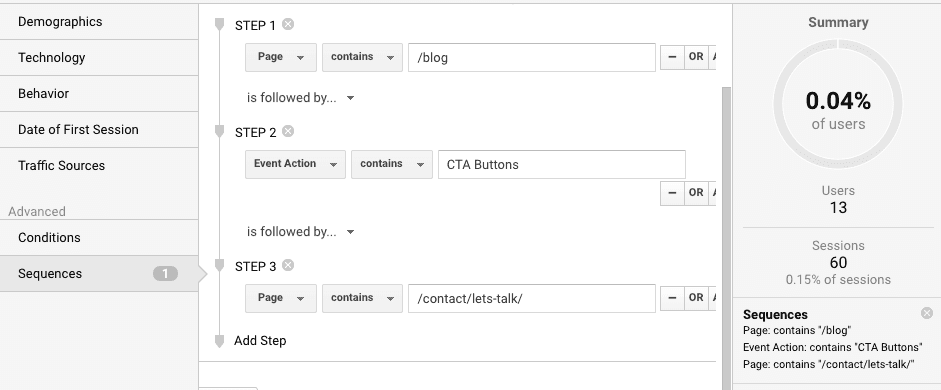 Demographics
Technology
Behavior
Date of First Session
Traffic Sources
Advanced
Conditions
Sequences 1
STEP 1
Page contains /blog – OR
is followed by...
STEP 2
Event Action contains CTA Buttons
– OR
is followed by...
STEP 3
Page contains /contact/lets-talk/ – OR
Add Step
Summary
0.04%
of users
Users
13
Sessions
60
0.15% of sessions
Sequences
Page: contains "/blog"
Event Action: contains "CTA Buttons"
Page: contains "/contact/lets-talk/"